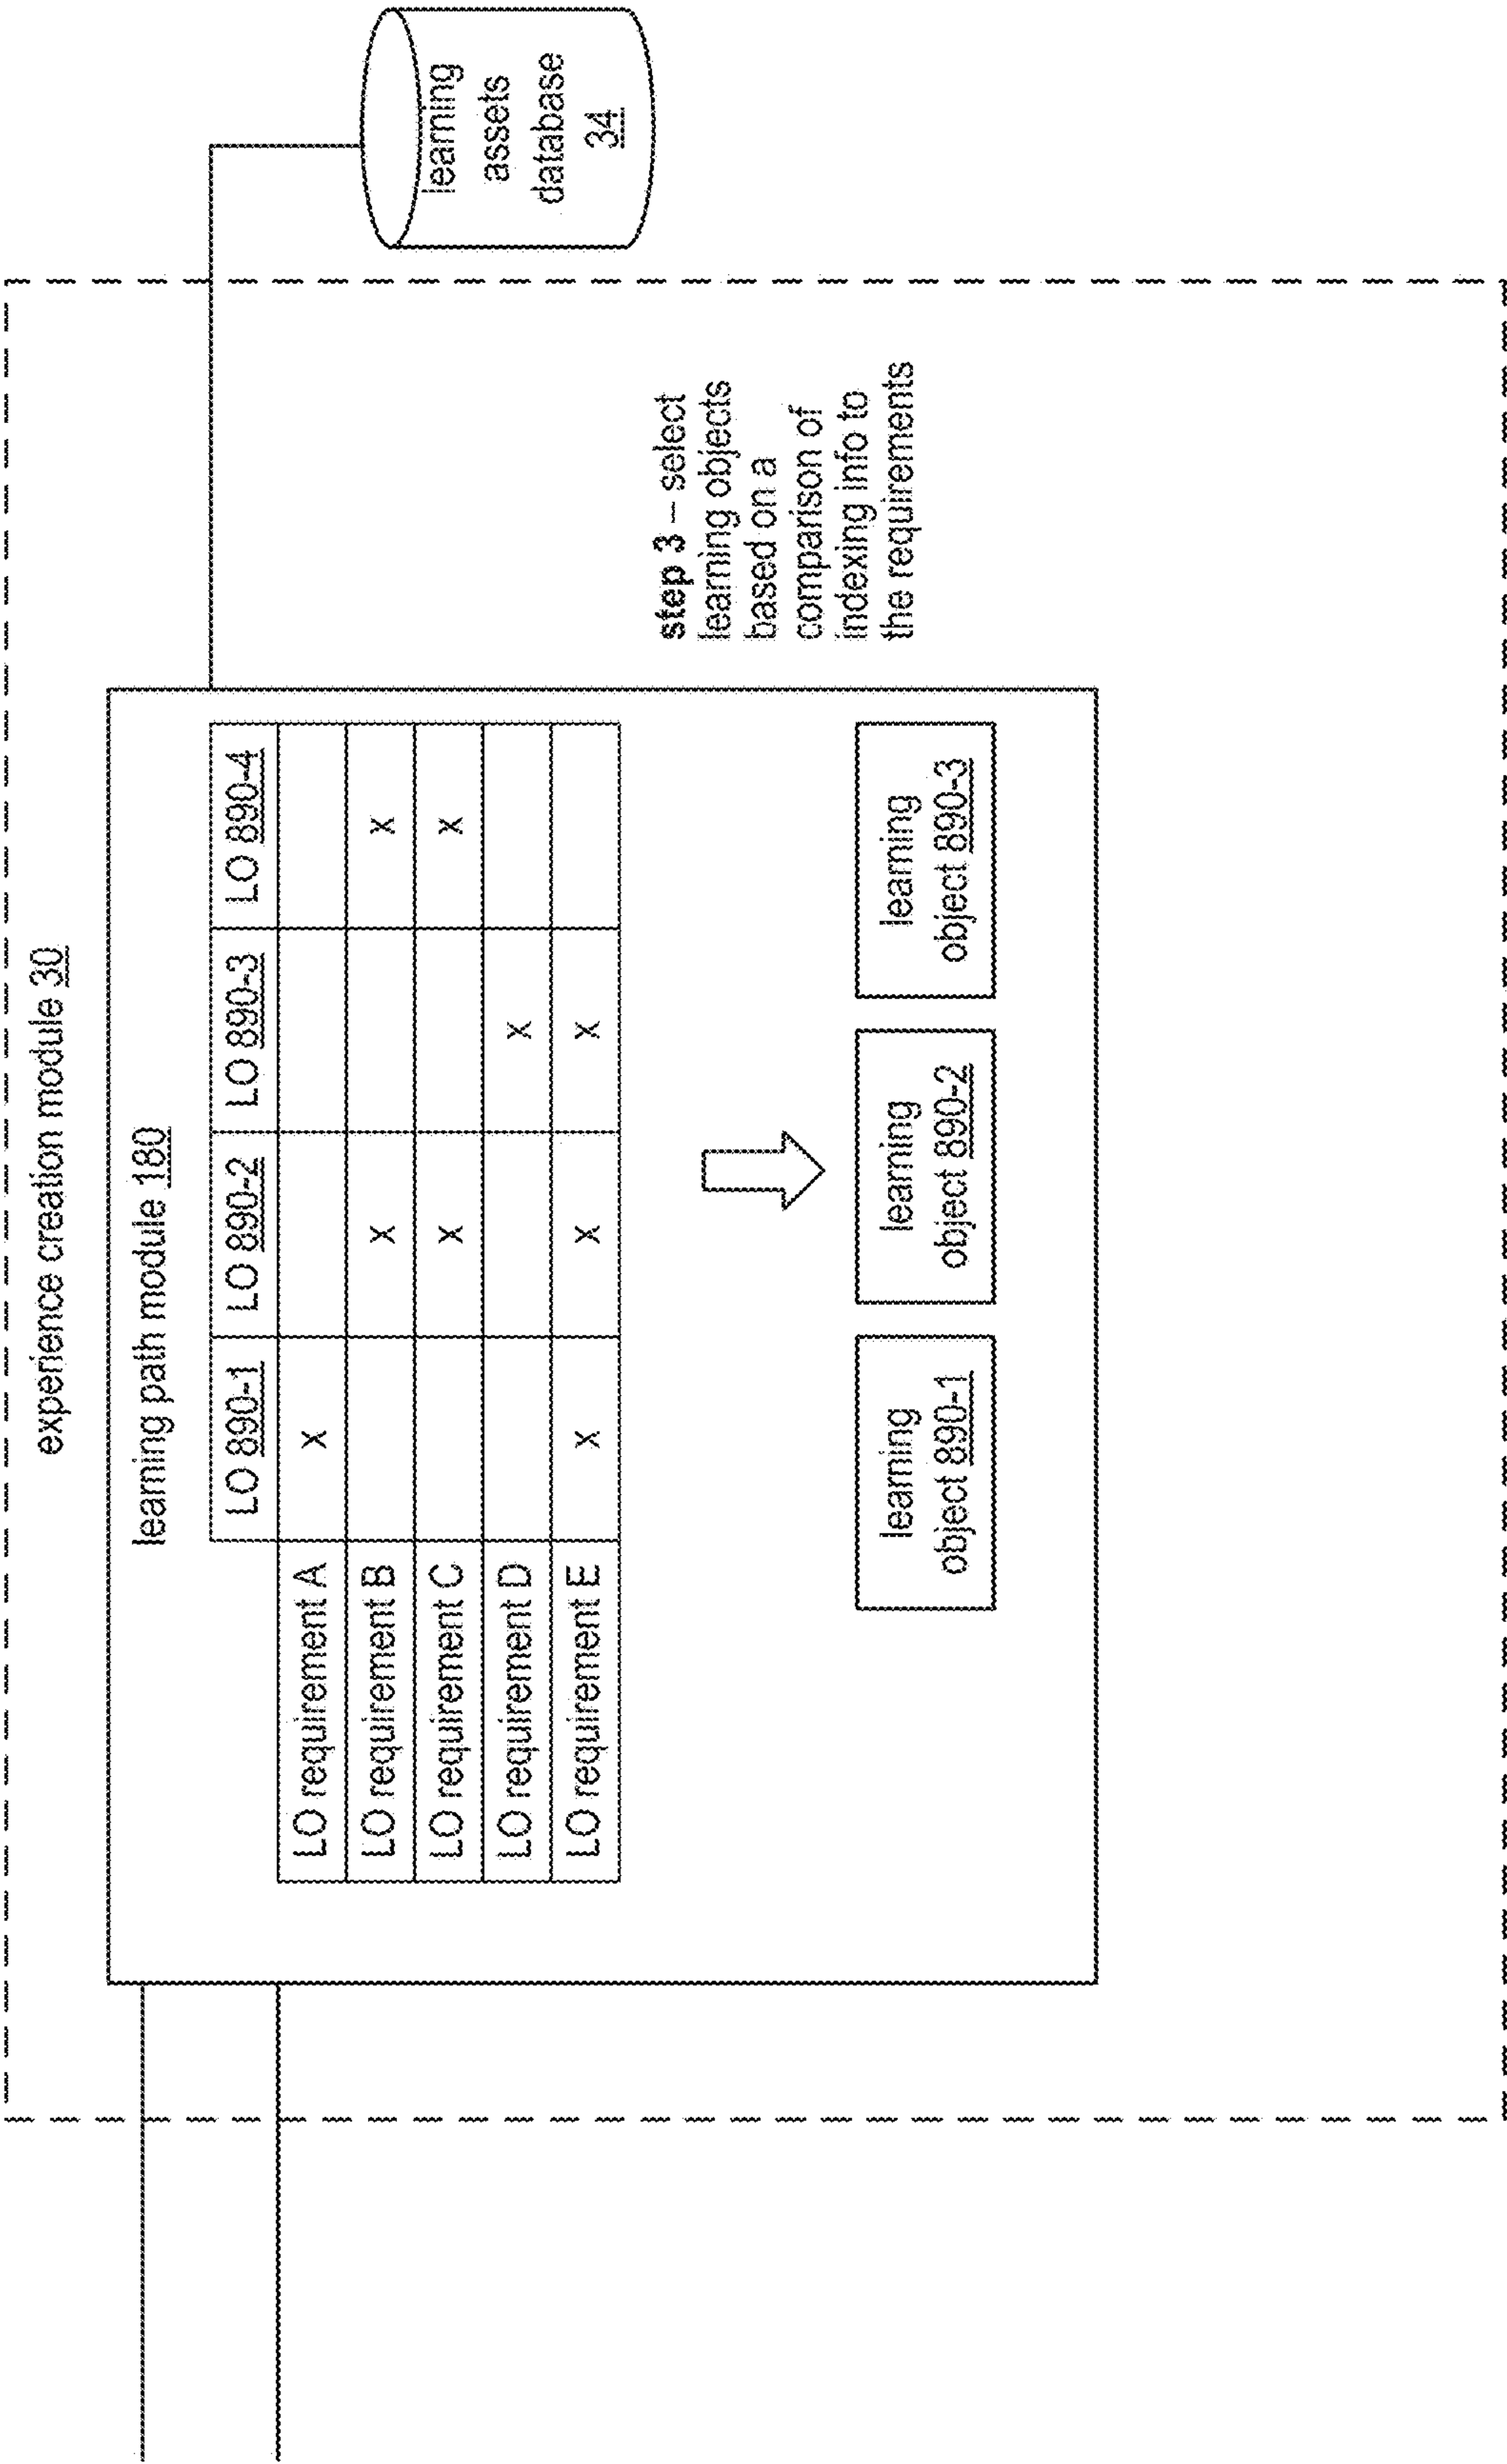 experience creation module 30
learning path module 180
LO 890-1 LO 890-2 LO 890-3 LO 890-4
LO requirement A X
LO requirement B X X
LO requirement C X X
LO requirement D X
LO requirement E X X X
learning
object 890-1
learning
object 890-2
learning
object 890-3
step 3 – select
learning objects
based on a
comparison of
indexing info to
the requirements
learning
assets
database
34